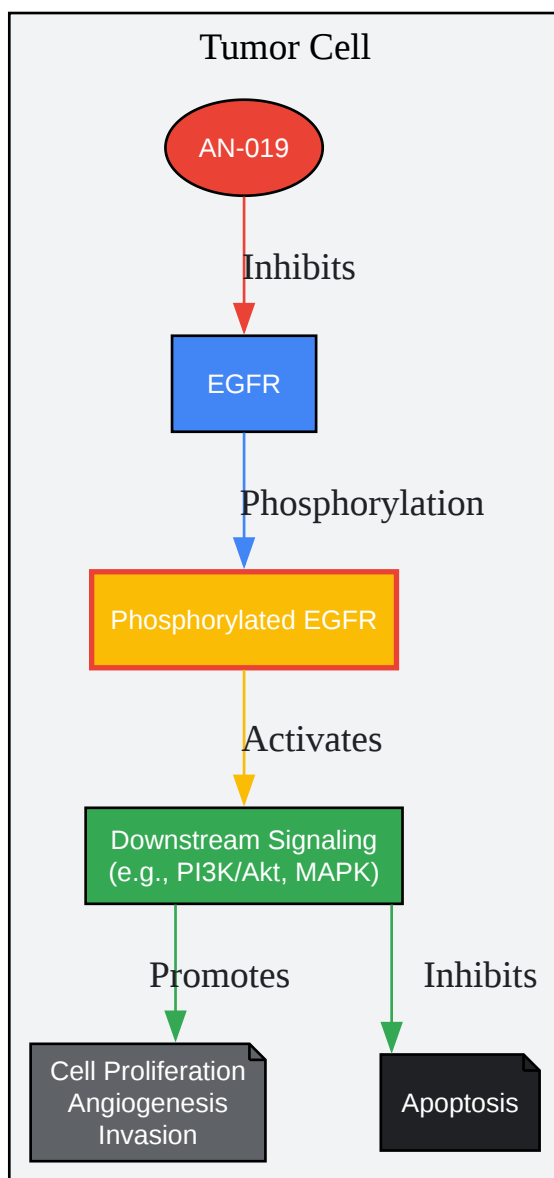 Tumor Cell
AN-019
Inhibits
EGFR
Phosphorylation
Phosphorylated EGFR
Activates
Downstream Signaling
(e.g., PI3K/Akt, MAPK)
Promotes
Inhibits
Cell Proliferation
Angiogenesis
Invasion
Apoptosis